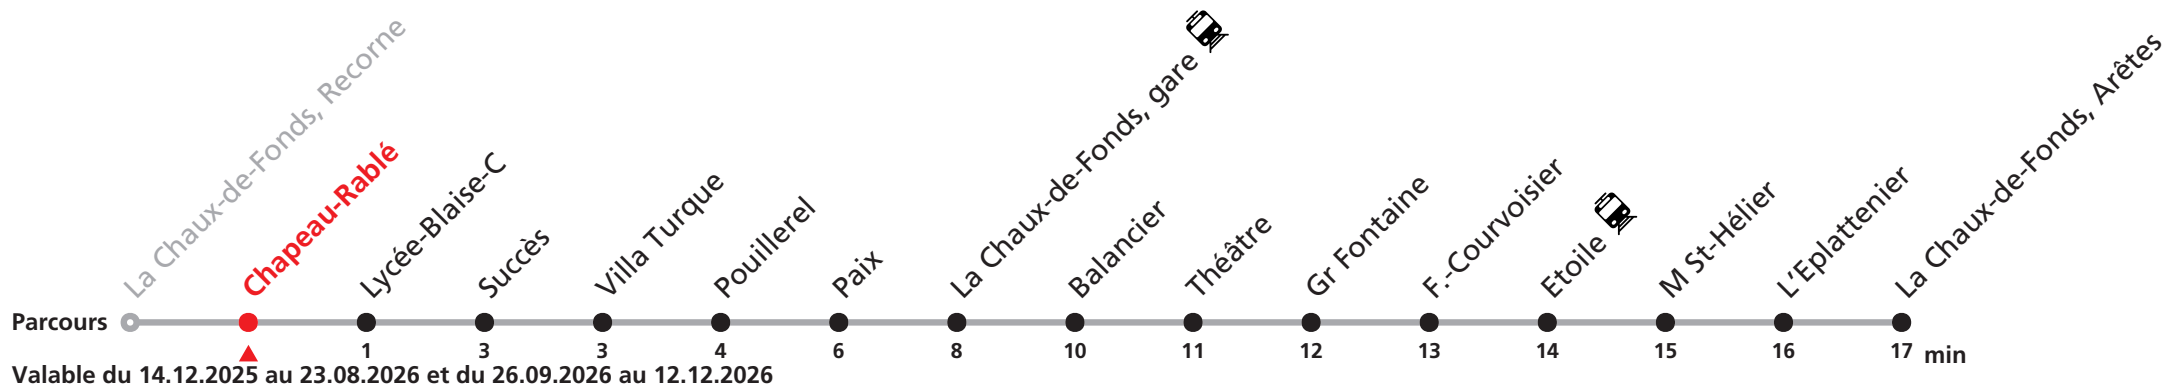 La Chaux-de-Fonds, Recorne
Chapeau-Rablé
Lycée-Blaise-C
Succès
Villa Turque
Pouillerel
Paix
La Chaux-de-Fonds, gare
Balancier
Théâtre
Gr Fontaine
F.-Courvoisier
Etoile
M St-Hélier
L'Eplattenier
La Chaux-de-Fonds, Arêtes
Parcours
1 3 3 4 6 8 10 11 12 13 14 15 16 17 min
Valable du 14.12.2025 au 23.08.2026 et du 26.09.2026 au 12.12.2026